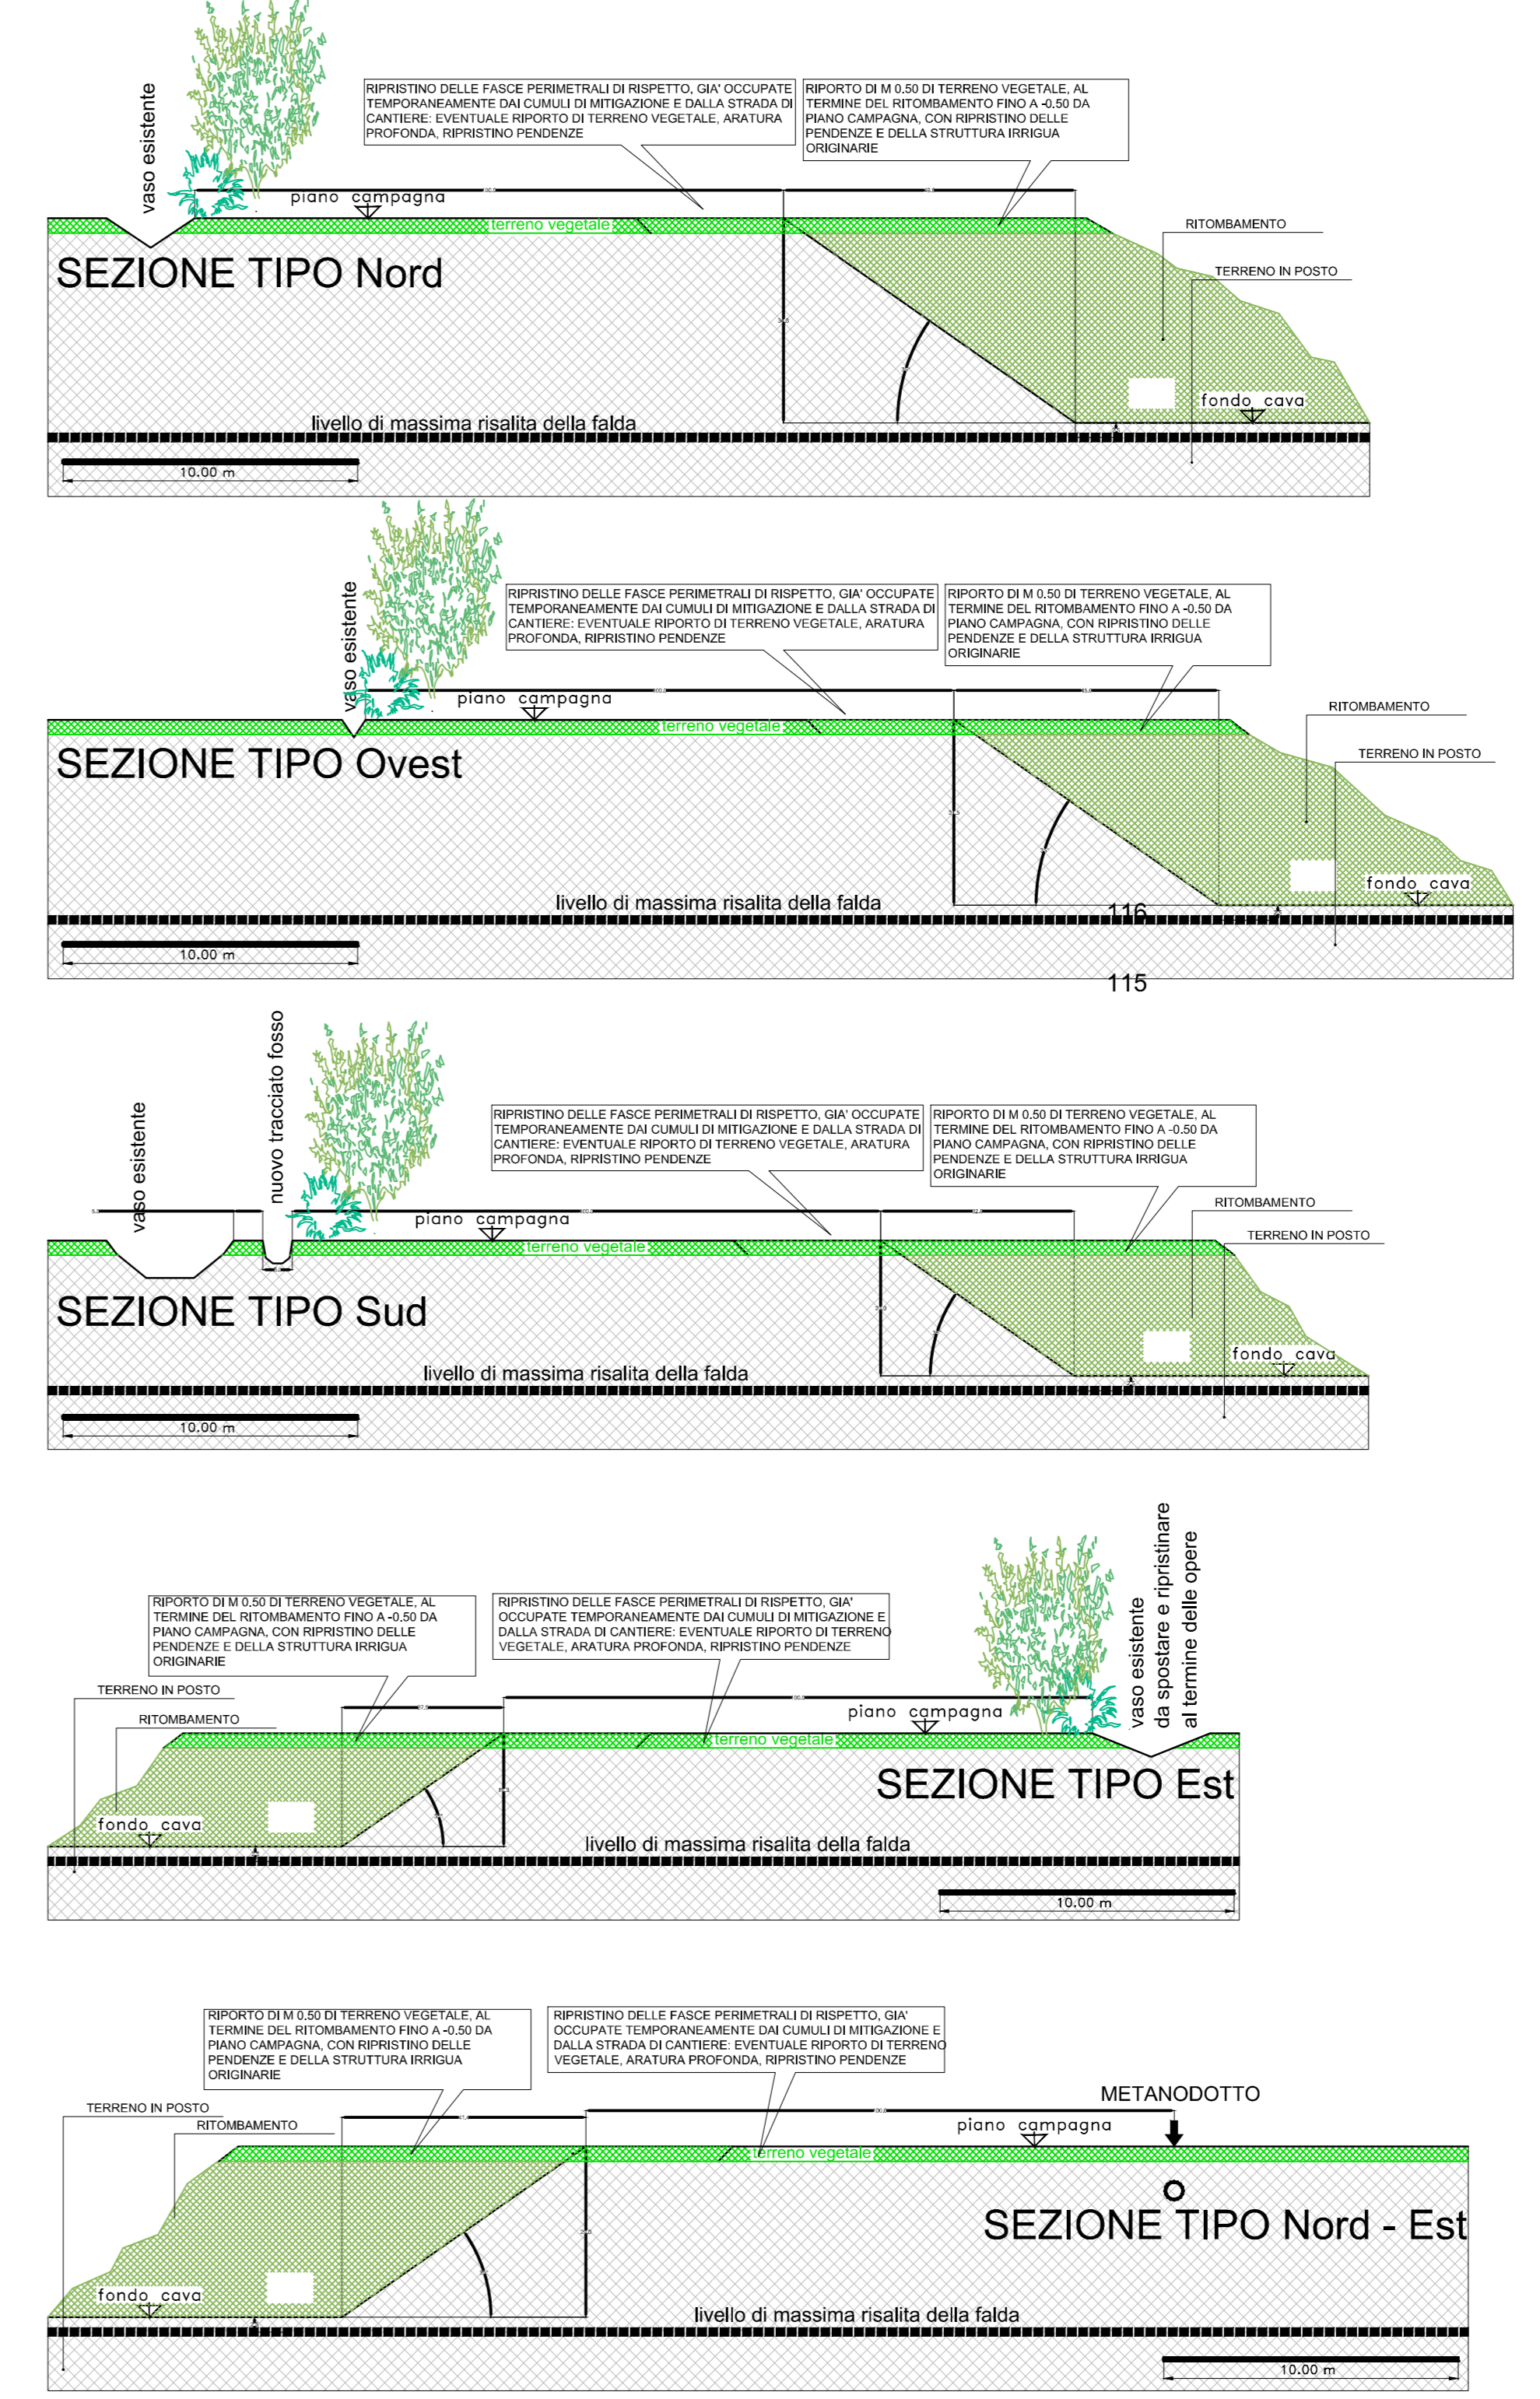 vaso esistente
RIPRISTINO DELLE FASCE PERIMETRALI DI RISPETTO, GIA' OCCUPATE
TEMPORANEAMENTE DAI CUMULI DI MITIGAZIONE E DALLA STRADA DI
CANTIERE: EVENTUALE RIPORTO DI TERRENO VEGETALE, ARATURA
PROFONDA, RIPRISTINO PENDENZE
RIPORTO DI M 0.50 DI TERRENO VEGETALE, AL
TERMINE DEL RITOMBAMENTO FINO A -0.50 DA
PIANO CAMPAGNA, CON RIPRISTINO DELLE
PENDENZE E DELLA STRUTTURA IRRIGUA
ORIGINARIE
piano campagna
terreno vegetale
RITOMBAMENTO
SEZIONE TIPO Nord
TERRENO IN POSTO
fondo cava
livello di massima risalita della falda
10.00 m
vaso esistente
RIPRISTINO DELLE FASCE PERIMETRALI DI RISPETTO, GIA' OCCUPATE
TEMPORANEAMENTE DAI CUMULI DI MITIGAZIONE E DALLA STRADA DI
CANTIERE: EVENTUALE RIPORTO DI TERRENO VEGETALE, ARATURA
PROFONDA, RIPRISTINO PENDENZE
RIPORTO DI M 0.50 DI TERRENO VEGETALE, AL
TERMINE DEL RITOMBAMENTO FINO A -0.50 DA
PIANO CAMPAGNA, CON RIPRISTINO DELLE
PENDENZE E DELLA STRUTTURA IRRIGUA
ORIGINARIE
piano campagna
RITOMBAMENTO
terreno vegetale
TERRENO IN POSTO
SEZIONE TIPO Ovest
fondo cava
livello di massima risalita della falda
116
10.00 m
115
nuovo tracciato fosso
vaso esistente
RIPRISTINO DELLE FASCE PERIMETRALI DI RISPETTO, GIA' OCCUPATE
TEMPORANEAMENTE DAI CUMULI DI MITIGAZIONE E DALLA STRADA DI
CANTIERE: EVENTUALE RIPORTO DI TERRENO VEGETALE, ARATURA
PROFONDA, RIPRISTINO PENDENZE
RIPORTO DI M 0.50 DI TERRENO VEGETALE, AL
TERMINE DEL RITOMBAMENTO FINO A -0.50 DA
PIANO CAMPAGNA, CON RIPRISTINO DELLE
PENDENZE E DELLA STRUTTURA IRRIGUA
ORIGINARIE
RITOMBAMENTO
piano campagna
TERRENO IN POSTO
terreno vegetale
SEZIONE TIPO Sud
fondo cava
livello di massima risalita della falda
10.00 m
vaso esistente
da spostare e ripristinare
al termine delle opere
RIPORTO DI M 0.50 DI TERRENO VEGETALE, AL
TERMINE DEL RITOMBAMENTO FINO A -0.50 DA
PIANO CAMPAGNA, CON RIPRISTINO DELLE
PENDENZE E DELLA STRUTTURA IRRIGUA
ORIGINARIE
RIPRISTINO DELLE FASCE PERIMETRALI DI RISPETTO, GIA'
OCCUPATE TEMPORANEAMENTE DAI CUMULI DI MITIGAZIONE E
DALLA STRADA DI CANTIERE: EVENTUALE RIPORTO DI TERRENO
VEGETALE, ARATURA PROFONDA, RIPRISTINO PENDENZE
TERRENO IN POSTO
RITOMBAMENTO
piano campagna
terreno vegetale
SEZIONE TIPO Est
fondo cava
livello di massima risalita della falda
10.00 m
RIPORTO DI M 0.50 DI TERRENO VEGETALE, AL
TERMINE DEL RITOMBAMENTO FINO A -0.50 DA
PIANO CAMPAGNA, CON RIPRISTINO DELLE
PENDENZE E DELLA STRUTTURA IRRIGUA
ORIGINARIE
RIPRISTINO DELLE FASCE PERIMETRALI DI RISPETTO, GIA'
OCCUPATE TEMPORANEAMENTE DAI CUMULI DI MITIGAZIONE E
DALLA STRADA DI CANTIERE: EVENTUALE RIPORTO DI TERRENO
VEGETALE, ARATURA PROFONDA, RIPRISTINO PENDENZE
METANODOTTO
TERRENO IN POSTO
RITOMBAMENTO
piano campagna
terreno vegetale
SEZIONE TIPO Nord - Est
fondo cava
livello di massima risalita della falda
10.00 m